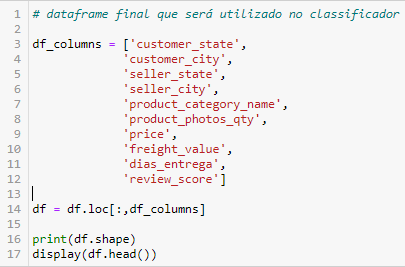 1 # dataframe final que será utilizado no classificador
2
3 df_columns = ['customer_state',
4 'customer_city',
5 'seller_state',
6 'seller_city',
7 'product_category_name',
8 'product_photos_qty',
9 'price',
10 'freight_value',
11 'dias_entrega',
12 'review_score']
13
14 df = df.loc[:,df_columns]
15
16 print(df.shape)
17 display(df.head())